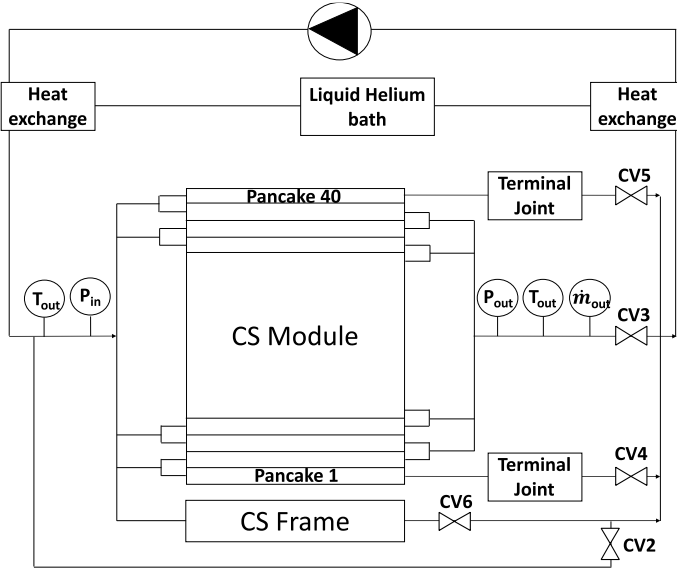 Heat
exchange
Liquid Helium
bath
Heat
exchange
Pancake 40
Terminal
Joint
CV5
Tout
Pin
Pout
Tout
ṁout
CV3
CS Module
Pancake 1
Terminal
Joint
CV4
CS Frame
CV6
CV2